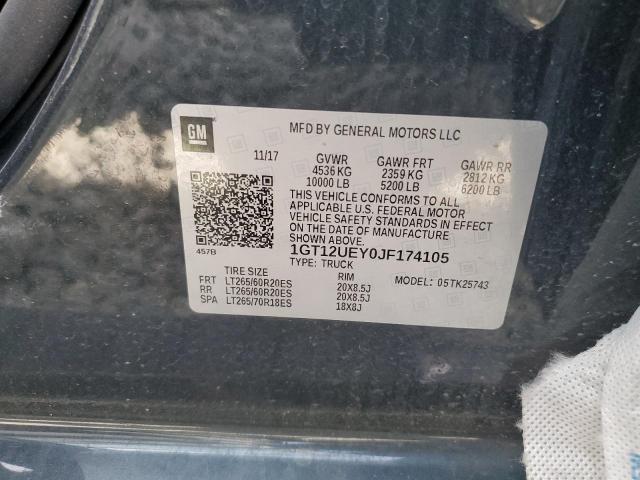 GM
MFD BY GENERAL MOTORS LLC
11/17 GVWR GAWR FRT GAWR RR
4536 KG 2359 KG 2812 KG
10000 LB 5200 LB 6200 LB
THIS VEHICLE CONFORMS TO ALL
APPLICABLE U.S. FEDERAL MOTOR
VEHICLE SAFETY STANDARDS IN EFFECT
ON THE DATE OF MANUFACTURE
SHOWN ABOVE.
457B
1GT12UEY0JF174105
TYPE: TRUCK
TIRE SIZE RIM MODEL: 05TK25743
FRT LT265/60R20ES 20X8.5J
RR LT265/60R20ES 20X8.5J
SPA LT265/70R18ES 18X8J